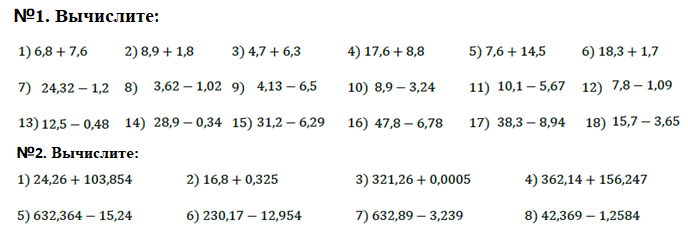 №1. Вычислите:
1) 6,8 + 7,6 2) 8,9 + 1,8 3) 4,7 + 6,3 4) 17,6 + 8,8 5) 7,6 + 14,5 6) 18,3 + 1,7
7) 24,32 − 1,2 8) 3,62 − 1,02 9) 4,13 − 6,5 10) 8,9 − 3,24 11) 10,1 − 5,67 12) 7,8 − 1,09
13) 12,5 − 0,48 14) 28,9 − 0,34 15) 31,2 − 6,29 16) 47,8 − 6,78 17) 38,3 − 8,94 18) 15,7 − 3,65
№2. Вычислите:
1) 24,26 + 103,854 2) 16,8 + 0,325 3) 321,26 + 0,0005 4) 362,14 + 156,247
5) 632,364 − 15,24 6) 230,17 − 12,954 7) 632,89 − 3,239 8) 42,369 − 1,2584